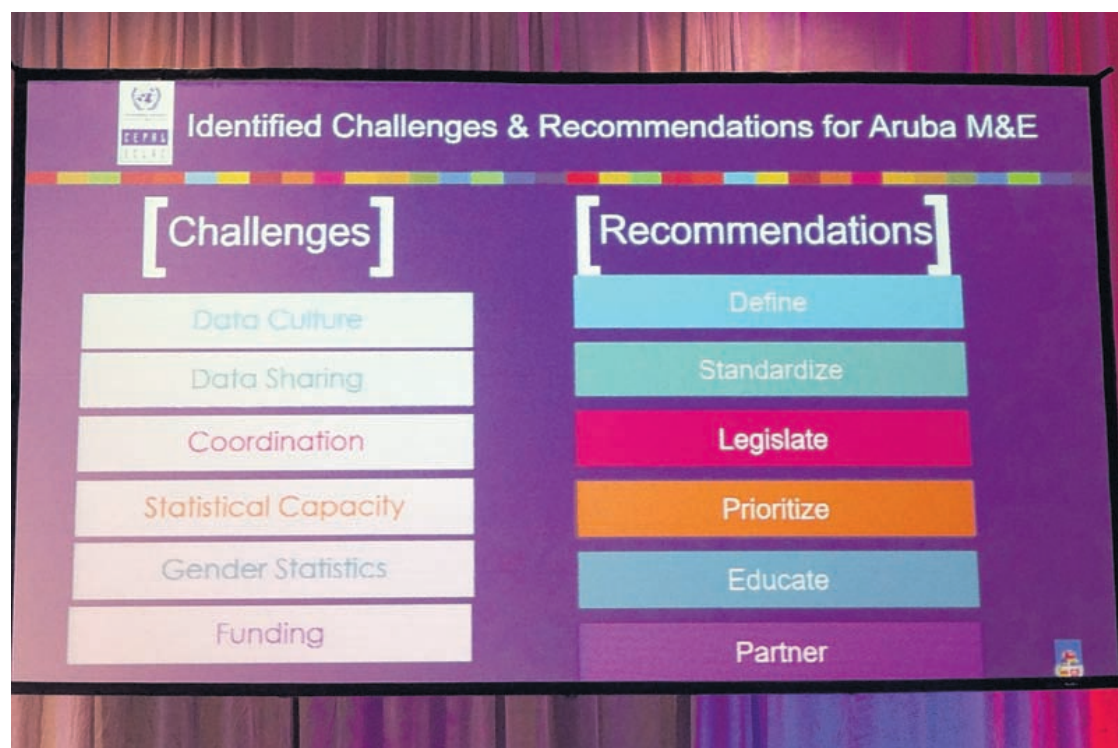 CEPAL
ECLAC
Identified Challenges & Recommendations for Aruba M&E
[Challenges]
[Recommendations]
Data Culture
Data Sharing
Coordination
Statistical Capacity
Gender Statistics
Funding
Define
Standardize
Legislate
Prioritize
Educate
Partner